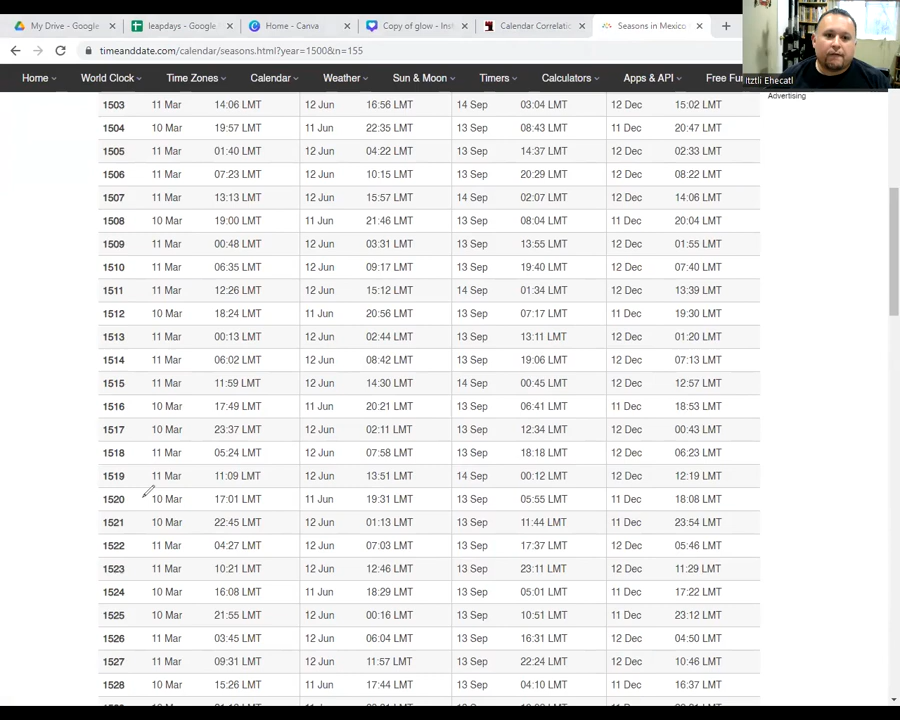 My Drive - Google
leapdays - Google
Home - Canva
Copy of glow - Inst
Calendar Correlatio
Seasons in Mexico
timeanddate.com/calendar/seasons.html?year=1500&n=155
Home World Clock Time Zones Calendar Weather Sun & Moon Timers Calculators Apps & API Free Fun
Itztli Ehecatl
Advertising
1503 11 Mar 14:06 LMT 12 Jun 16:56 LMT 14 Sep 03:04 LMT 12 Dec 15:02 LMT
1504 10 Mar 19:57 LMT 11 Jun 22:35 LMT 13 Sep 08:43 LMT 11 Dec 20:47 LMT
1505 11 Mar 01:40 LMT 12 Jun 04:22 LMT 13 Sep 14:37 LMT 12 Dec 02:33 LMT
1506 11 Mar 07:23 LMT 12 Jun 10:15 LMT 13 Sep 20:29 LMT 12 Dec 08:22 LMT
1507 11 Mar 13:13 LMT 12 Jun 15:57 LMT 14 Sep 02:07 LMT 12 Dec 14:06 LMT
1508 10 Mar 19:00 LMT 11 Jun 21:46 LMT 13 Sep 08:04 LMT 11 Dec 20:04 LMT
1509 11 Mar 00:48 LMT 12 Jun 03:31 LMT 13 Sep 13:55 LMT 12 Dec 01:55 LMT
1510 11 Mar 06:35 LMT 12 Jun 09:17 LMT 13 Sep 19:40 LMT 12 Dec 07:40 LMT
1511 11 Mar 12:26 LMT 12 Jun 15:12 LMT 14 Sep 01:34 LMT 12 Dec 13:39 LMT
1512 10 Mar 18:24 LMT 11 Jun 20:56 LMT 13 Sep 07:17 LMT 11 Dec 19:30 LMT
1513 11 Mar 00:13 LMT 12 Jun 02:44 LMT 13 Sep 13:11 LMT 12 Dec 01:20 LMT
1514 11 Mar 06:02 LMT 12 Jun 08:42 LMT 13 Sep 19:06 LMT 12 Dec 07:13 LMT
1515 11 Mar 11:59 LMT 12 Jun 14:30 LMT 14 Sep 00:45 LMT 12 Dec 12:57 LMT
1516 10 Mar 17:49 LMT 11 Jun 20:21 LMT 13 Sep 06:41 LMT 11 Dec 18:53 LMT
1517 10 Mar 23:37 LMT 12 Jun 02:11 LMT 13 Sep 12:34 LMT 12 Dec 00:43 LMT
1518 11 Mar 05:24 LMT 12 Jun 07:58 LMT 13 Sep 18:18 LMT 12 Dec 06:23 LMT
1519 11 Mar 11:09 LMT 12 Jun 13:51 LMT 14 Sep 00:12 LMT 12 Dec 12:19 LMT
1520 10 Mar 17:01 LMT 11 Jun 19:31 LMT 13 Sep 05:55 LMT 11 Dec 18:08 LMT
1521 10 Mar 22:45 LMT 12 Jun 01:13 LMT 13 Sep 11:44 LMT 11 Dec 23:54 LMT
1522 11 Mar 04:27 LMT 12 Jun 07:03 LMT 13 Sep 17:37 LMT 12 Dec 05:46 LMT
1523 11 Mar 10:21 LMT 12 Jun 12:46 LMT 13 Sep 23:11 LMT 12 Dec 11:29 LMT
1524 10 Mar 16:08 LMT 11 Jun 18:29 LMT 13 Sep 05:01 LMT 11 Dec 17:22 LMT
1525 10 Mar 21:55 LMT 12 Jun 00:16 LMT 13 Sep 10:51 LMT 11 Dec 23:12 LMT
1526 11 Mar 03:45 LMT 12 Jun 06:04 LMT 13 Sep 16:31 LMT 12 Dec 04:50 LMT
1527 11 Mar 09:31 LMT 12 Jun 11:57 LMT 13 Sep 22:24 LMT 12 Dec 10:46 LMT
1528 10 Mar 15:26 LMT 11 Jun 17:44 LMT 13 Sep 04:10 LMT 11 Dec 16:37 LMT